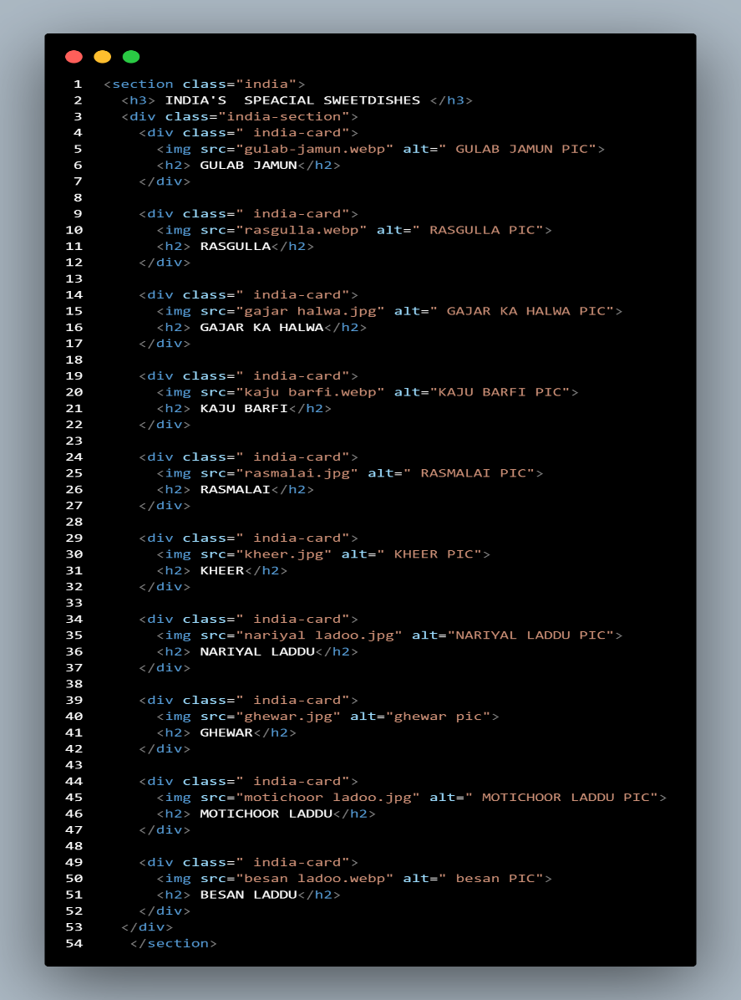 1 <section class="india">
2   <h3> INDIA'S  SPEACIAL SWEETDISHES </h3>
3   <div class="india-section">
4     <div class=" india-card">
5       <img src="gulab-jamun.webp" alt=" GULAB JAMUN PIC">
6       <h2> GULAB JAMUN</h2>
7     </div>
8
9     <div class=" india-card">
10       <img src="rasgulla.webp" alt=" RASGULLA PIC">
11       <h2> RASGULLA</h2>
12     </div>
13
14     <div class=" india-card">
15       <img src="gajar halwa.jpg" alt=" GAJAR KA HALWA PIC">
16       <h2> GAJAR KA HALWA</h2>
17     </div>
18
19     <div class=" india-card">
20       <img src="kaju barfi.webp" alt="KAJU BARFI PIC">
21       <h2> KAJU BARFI</h2>
22     </div>
23
24     <div class=" india-card">
25       <img src="rasmalai.jpg" alt=" RASMALAI PIC">
26       <h2> RASMALAI</h2>
27     </div>
28
29     <div class=" india-card">
30       <img src="kheer.jpg" alt=" KHEER PIC">
31       <h2> KHEER</h2>
32     </div>
33
34     <div class=" india-card">
35       <img src="nariyal ladoo.jpg" alt="NARIYAL LADDU PIC">
36       <h2> NARIYAL LADDU</h2>
37     </div>
38
39     <div class=" india-card">
40       <img src="ghewar.jpg" alt="ghewar pic">
41       <h2> GHEWAR</h2>
42     </div>
43
44     <div class=" india-card">
45       <img src="motichoor ladoo.jpg" alt=" MOTICHOOR LADDU PIC">
46       <h2> MOTICHOOR LADDU</h2>
47     </div>
48
49     <div class=" india-card">
50       <img src="besan ladoo.webp" alt=" besan PIC">
51       <h2> BESAN LADDU</h2>
52     </div>
53   </div>
54    </section>